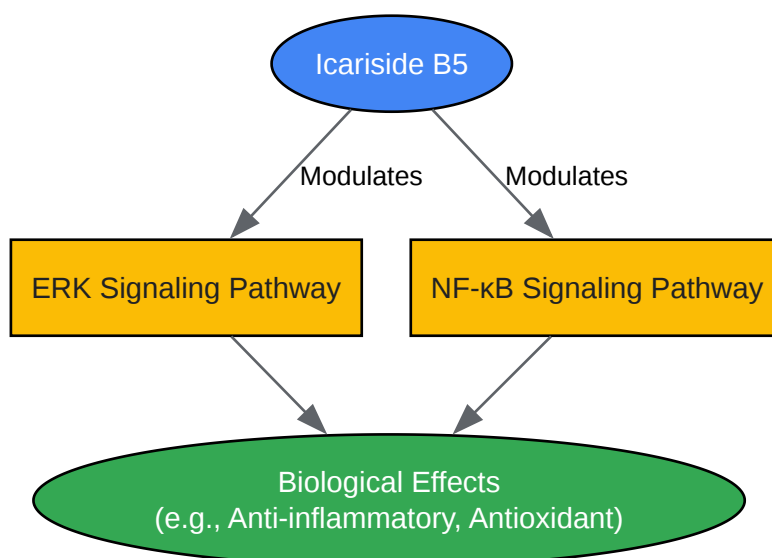 Icariside B5
Modulates
Modulates
ERK Signaling Pathway
NF-κB Signaling Pathway
Biological Effects
(e.g., Anti-inflammatory, Antioxidant)